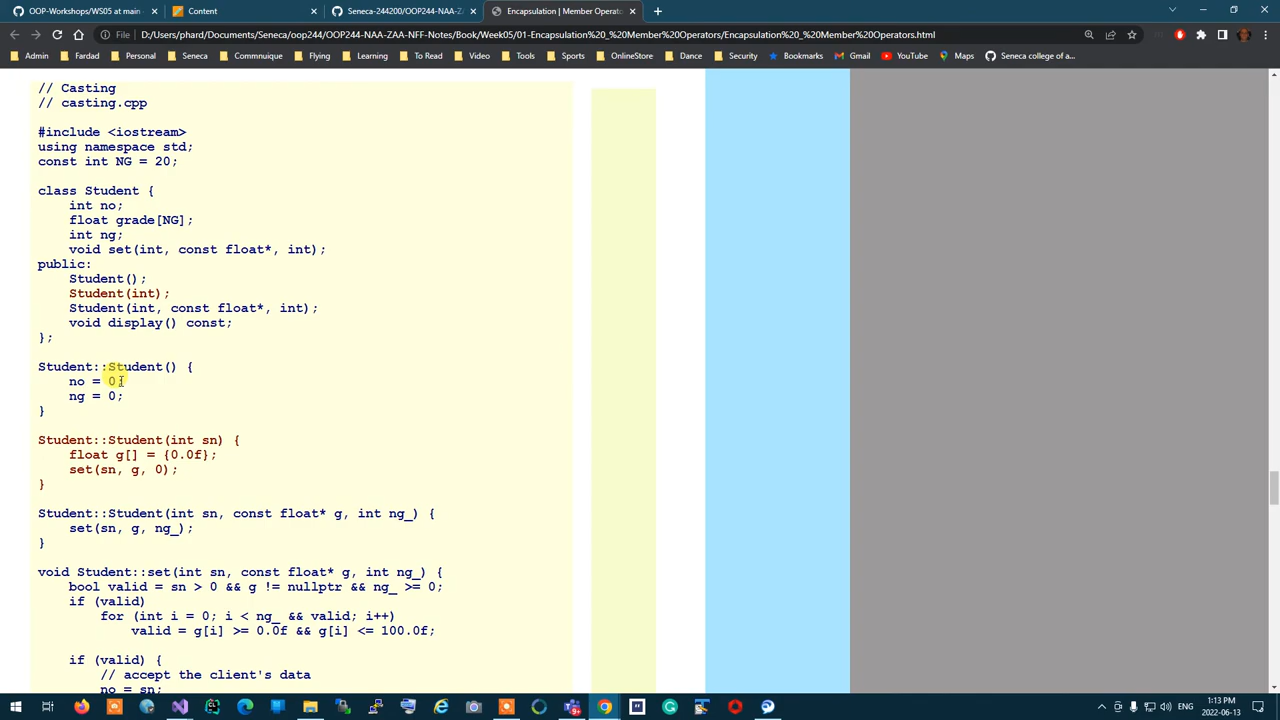 OOP-Workshops/WS05 at main
Content
Seneca-244200/OOP244-NAA-ZAA-
Encapsulation | Member Operat
File
D:/Users/phard/Documents/Seneca/oop244/OOP244-NAA-ZAA-NFF-Notes/Book/Week05/01-Encapsulation%20_%20Member%20Operators/Encapsulation%20_%20Member%20Operators.html
Admin Fardad Personal Seneca Commnuique Flying Learning To Read Video Tools Sports OnlineStore Dance Security Bookmarks Gmail YouTube Maps Seneca college of a...
// Casting
// casting.cpp
#include <iostream>
using namespace std;
const int NG = 20;
class Student {
int no;
float grade[NG];
int ng;
void set(int, const float*, int);
public:
Student();
Student(int);
Student(int, const float*, int);
void display() const;
};
Student::Student() {
no = 0;
ng = 0;
}
Student::Student(int sn) {
float g[] = {0.0f};
set(sn, g, 0);
}
Student::Student(int sn, const float* g, int ng_) {
set(sn, g, ng_);
}
void Student::set(int sn, const float* g, int ng_) {
bool valid = sn > 0 && g != nullptr && ng_ >= 0;
if (valid)
for (int i = 0; i < ng_ && valid; i++)
valid = g[i] >= 0.0f && g[i] <= 100.0f;
if (valid) {
// accept the client's data
no = sn;
1:13 PM
2022-06-13